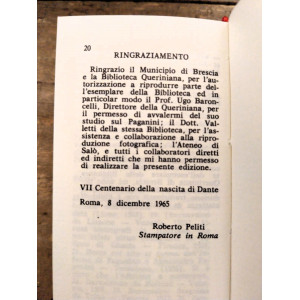 20
RINGRAZIAMENTO
Ringrazio il Municipio di Brescia
e la Biblioteca Queriniana, per l'au-
torizzazione a riprodurre parte del-
l'esemplare della Biblioteca ed in
particolar modo il Prof. Ugo Baron-
celli, Direttore della Queriniana, per
il permesso di avvalermi del suo
studio sul Paganini; il Dott. Val-
letti della stessa Biblioteca, per l'as-
sistenza e collaborazione alla ripro-
duzione fotografica; l'Ateneo di
Salò, e tutti i collaboratori diretti
ed indiretti che mi hanno permesso
di realizzare la presente edizione.
VII Centenario della nascita di Dante
Roma, 8 dicembre 1965
Roberto Peliti
Stampatore in Roma